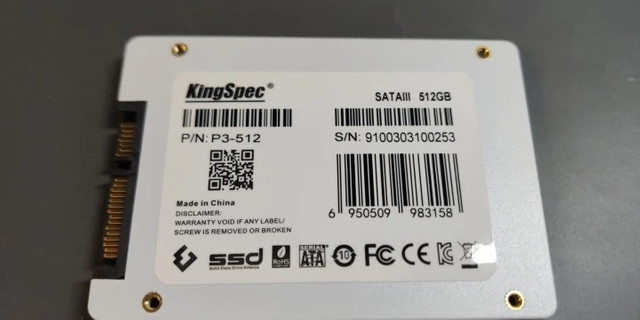 KingSpec®
SATAIII 512GB
P/N: P3-512
S/N: 9100303100253
6 950509 983158
Made in China
DISCLAIMER:
WARRANTY VOID IF ANY LABEL/
SCREW IS REMOVED OR BROKEN
ssd
Solid State Drive Alliance
RoHS
SERIAL
ATA
10
FC CE